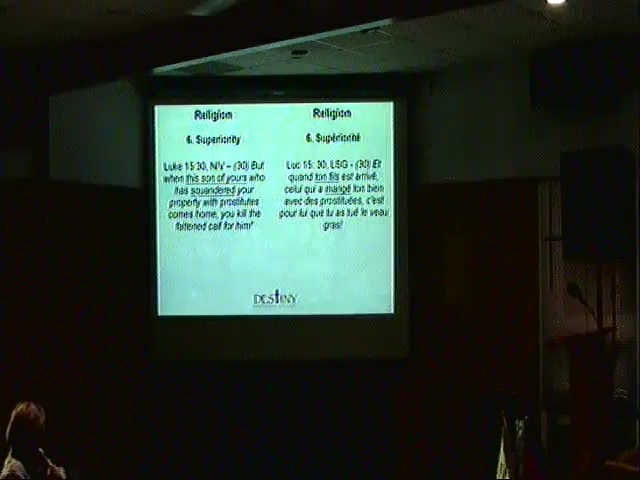 Religion
6. Superiority
Luke 15:30, NIV – (30) But
when this son of yours who
has squandered your
property with prostitutes
comes home, you kill the
fattened calf for him!'
Religion
6. Supériorité
Luc 15: 30, LSG - (30) Et
quand ton fils est arrivé,
celui qui a mangé ton bien
avec des prostituées, c'est
pour lui que tu as tué le veau
gras!
DESTINY